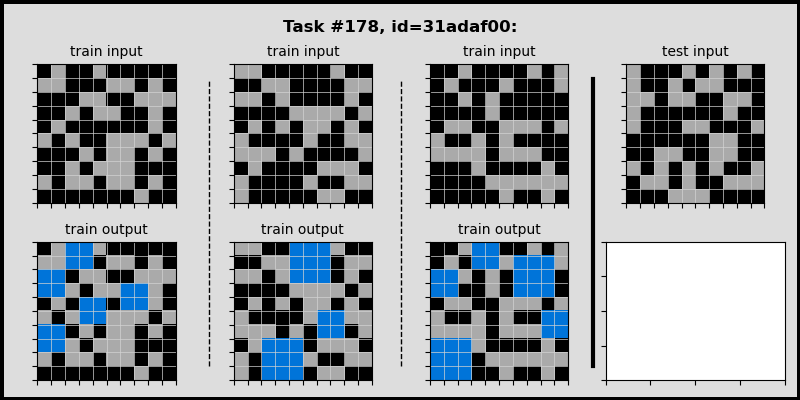 Task #178, id=31adaf00:
train input train input train input test input
train output train output train output